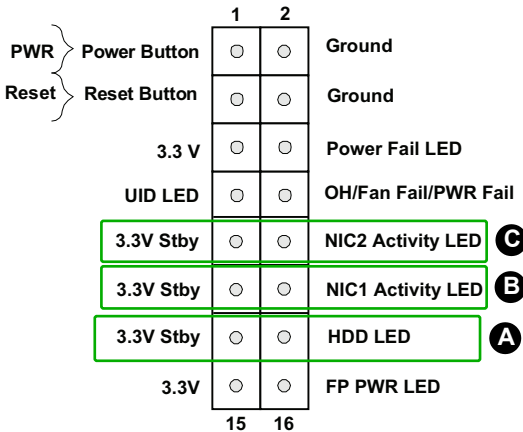 1 2
PWR Power Button Ground
Reset Reset Button Ground
3.3 V Power Fail LED
UID LED OH/Fan Fail/PWR Fail
3.3V Stby NIC2 Activity LED C
3.3V Stby NIC1 Activity LED B
3.3V Stby HDD LED A
3.3V FP PWR LED
15 16